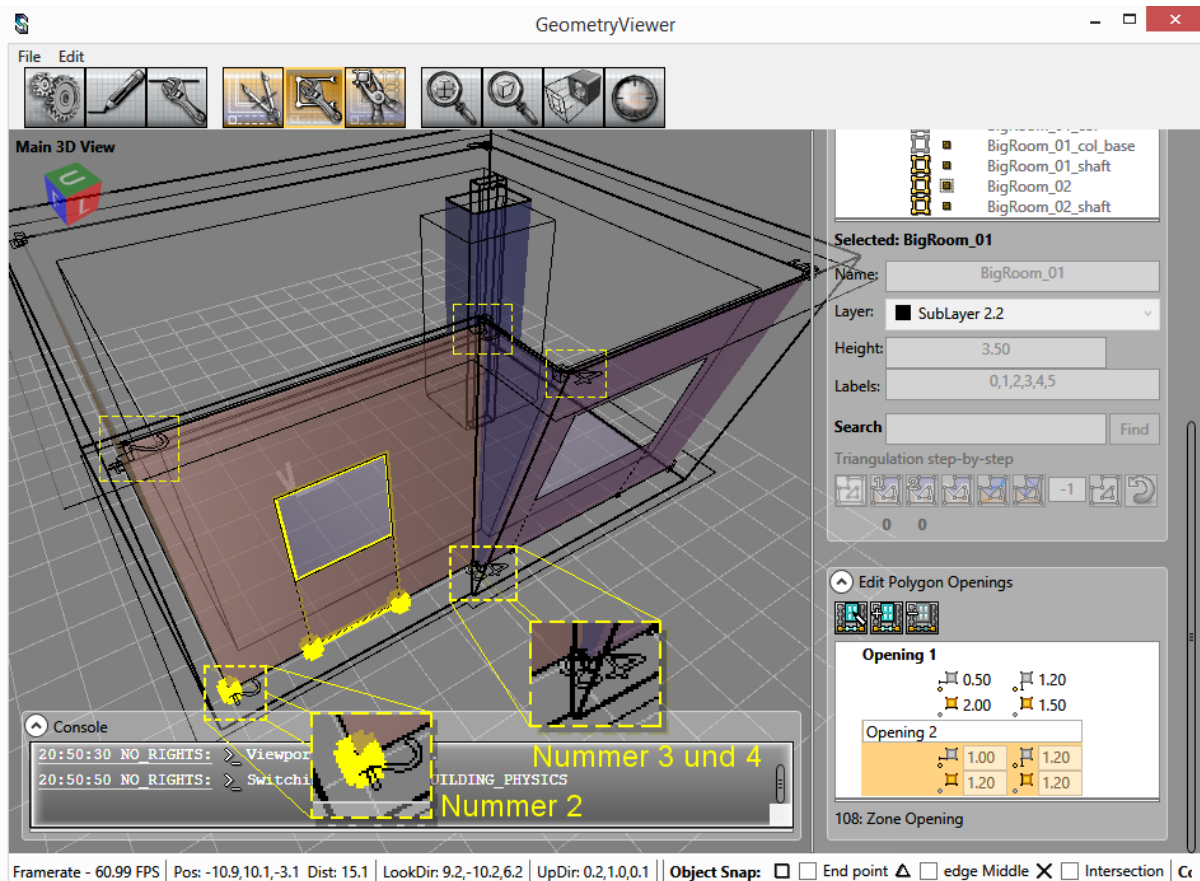 GeometryViewer
File Edit
Main 3D View
U
L
BigRoom_01_col_base
BigRoom_01_shaft
BigRoom_02
BigRoom_02_shaft
Selected: BigRoom_01
Name: BigRoom_01
Layer: SubLayer 2.2
Height: 3.50
Labels: 0,1,2,3,4,5
Search Find
Triangulation step-by-step
1 2 -1
0 0
Edit Polygon Openings
Opening 1
0.50 1.20
2.00 1.50
Opening 2
1.00 1.20
1.20 1.20
108: Zone Opening
Console
20:50:30 NO_RIGHTS: >_ Viewpor
20:50:50 NO_RIGHTS: >_ Switchi UILDING_PHYSICS
Nummer 3 und 4
Nummer 2
Framerate - 60.99 FPS Pos: -10.9,10.1,-3.1 Dist: 15.1 LookDir: 9.2,-10.2,6.2 UpDir: 0.2,1.0,0.1 Object Snap: End point edge Middle Intersection Co